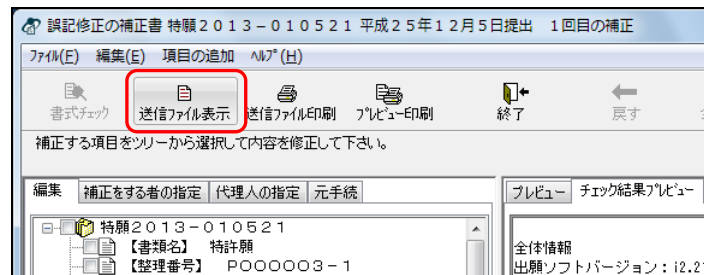 誤記修正の補正書 特願2013-010521 平成25年12月5日提出 1回目の補正
ファイル(F) 編集(E) 項目の追加 ヘルプ(H)
書式チェック 送信ファイル表示 送信ファイル印刷 プレビュー印刷 終了 戻す
補正する項目をツリーから選択して内容を修正して下さい。
編集 補正をする者の指定 代理人の指定 元手続 プレビュー チェック結果プレビュー
特願2013-010521
【書類名】 特許願 全体情報
【整理番号】 P000003-1 出願ソフトバージョン:i2.2